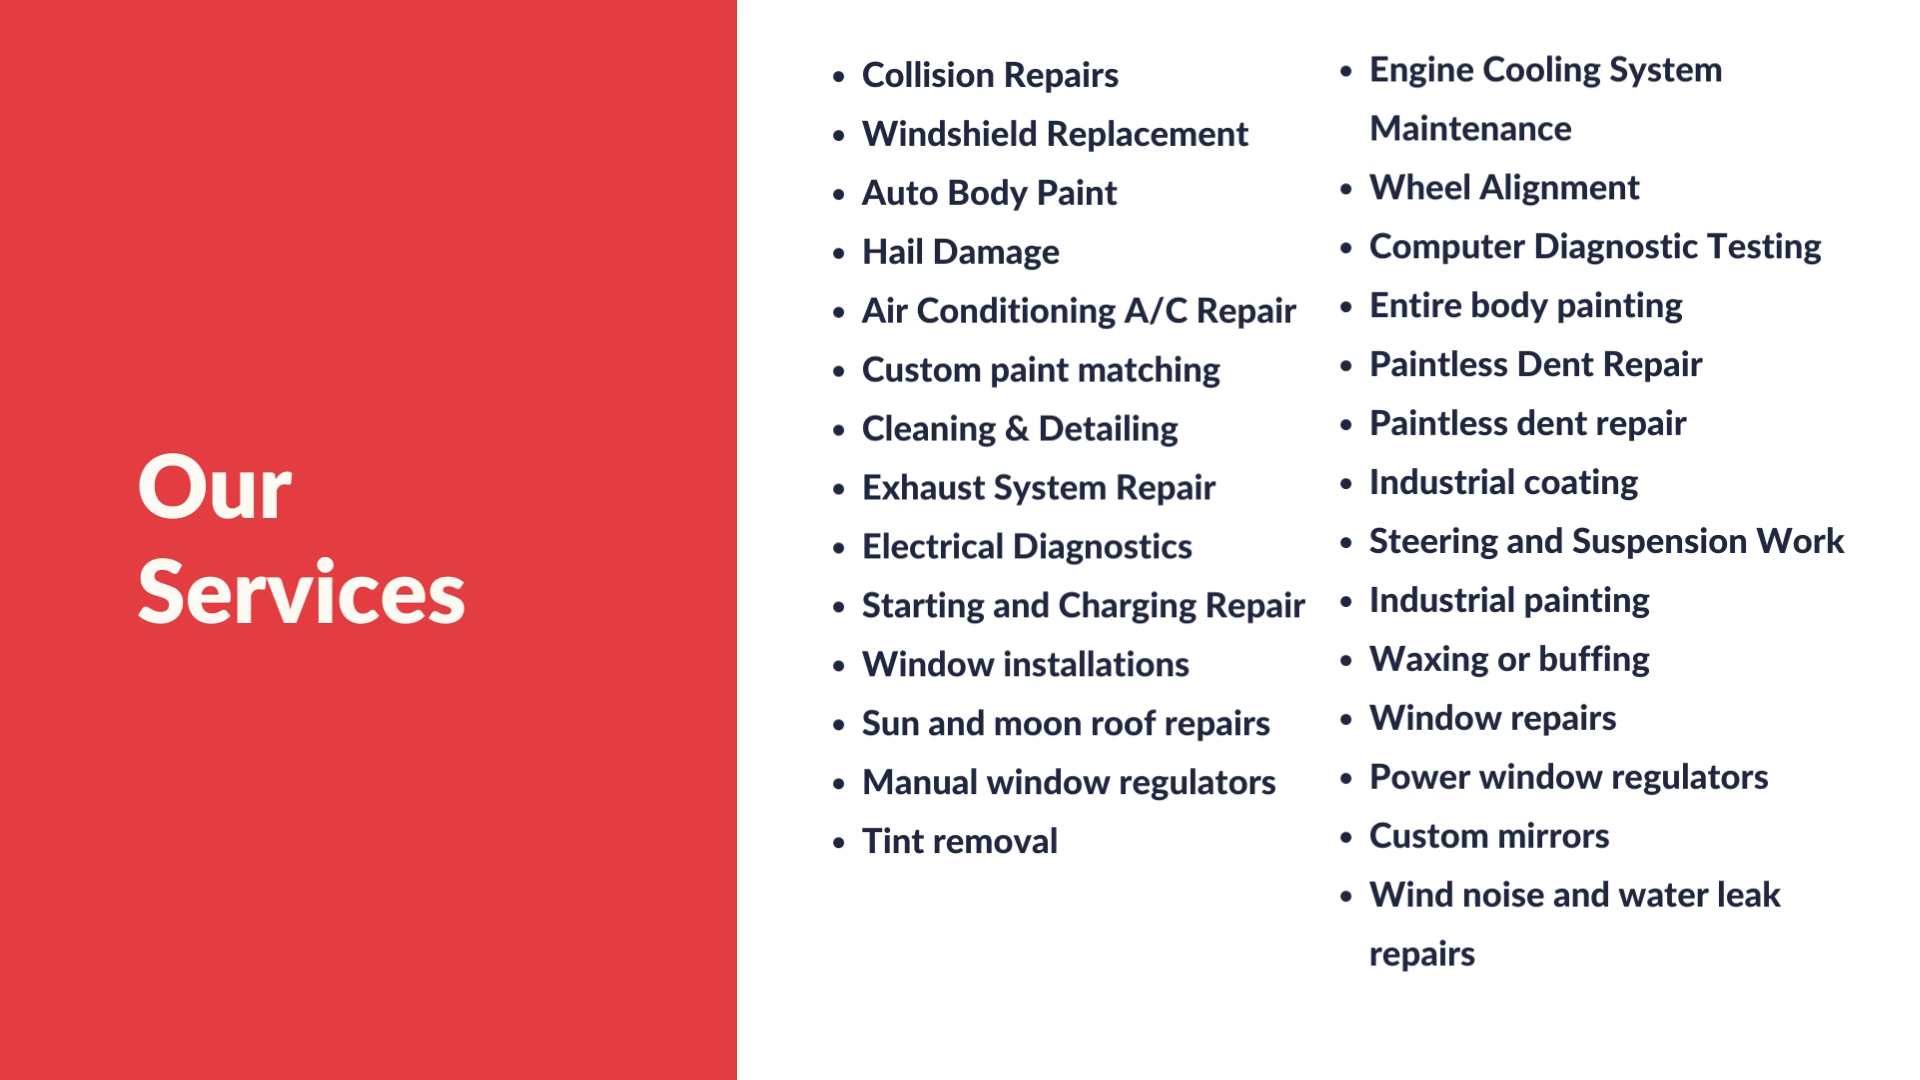 Our
Services
• Collision Repairs
• Windshield Replacement
• Auto Body Paint
• Hail Damage
• Air Conditioning A/C Repair
• Custom paint matching
• Cleaning & Detailing
• Exhaust System Repair
• Electrical Diagnostics
• Starting and Charging Repair
• Window installations
• Sun and moon roof repairs
• Manual window regulators
• Tint removal
• Engine Cooling System
Maintenance
• Wheel Alignment
• Computer Diagnostic Testing
• Entire body painting
• Paintless Dent Repair
• Paintless dent repair
• Industrial coating
• Steering and Suspension Work
• Industrial painting
• Waxing or buffing
• Window repairs
• Power window regulators
• Custom mirrors
• Wind noise and water leak
repairs